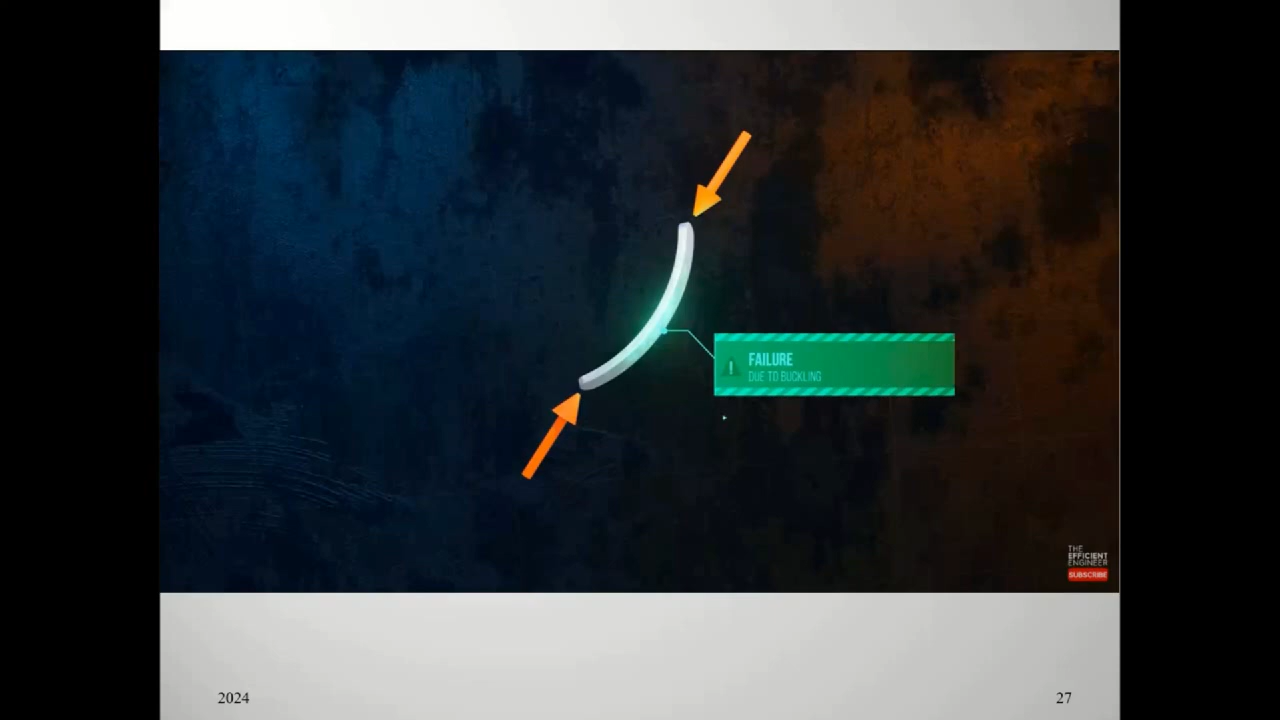 FAILURE
DUE TO BUCKLING
THE
EFFICIENT
ENGINEER
SUBSCRIBE
2024
27